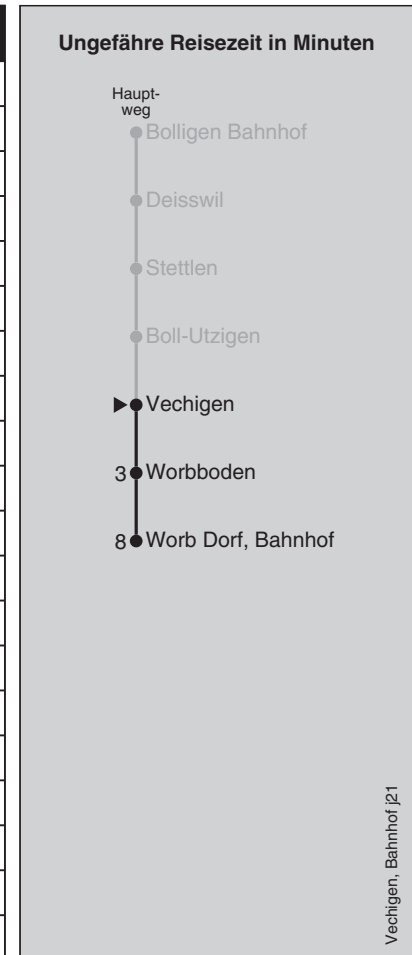 Ungefähre Reisezeit in Minuten
Haupt-
weg
Bolligen Bahnhof
Deisswil
Stettlen
Boll-Utzigen
Vechigen
3 Worbboden
8 Worb Dorf, Bahnhof
Vechigen, Bahnhof j21